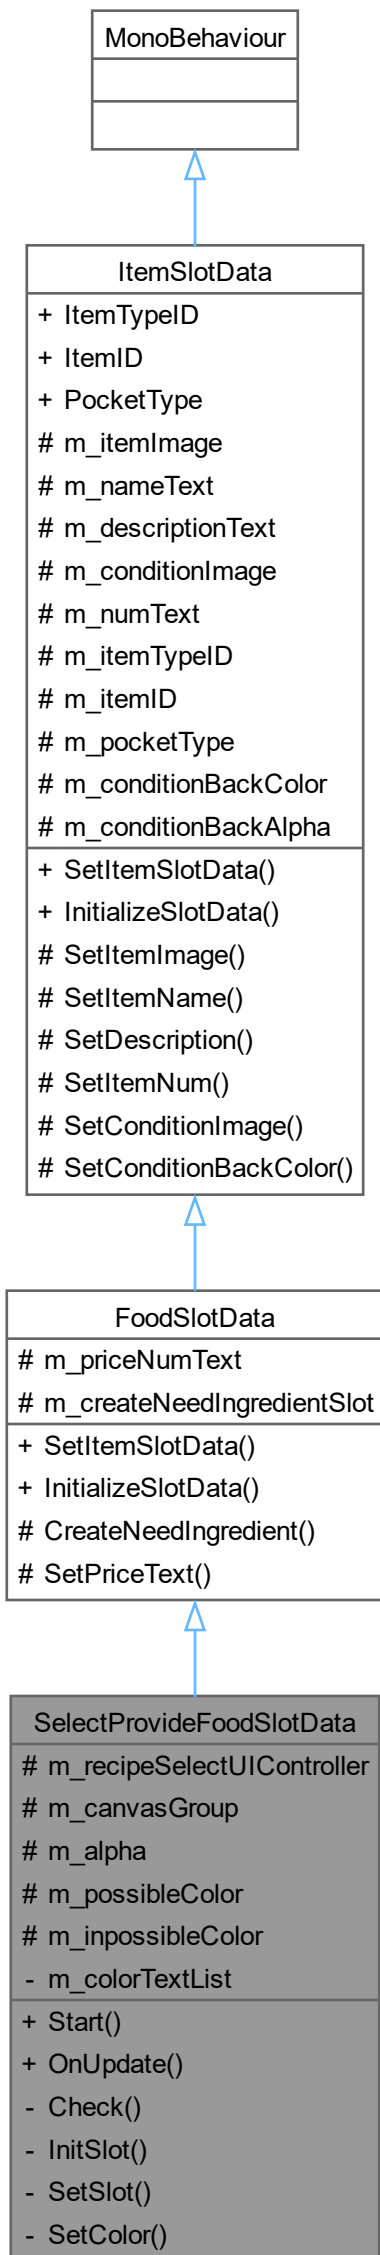 MonoBehaviour
ItemSlotData
+ ItemTypeID
+ ItemID
+ PocketType
# m_itemImage
# m_nameText
# m_descriptionText
# m_conditionImage
# m_numText
# m_itemTypeID
# m_itemID
# m_pocketType
# m_conditionBackColor
# m_conditionBackAlpha
+ SetItemSlotData()
+ InitializeSlotData()
# SetItemImage()
# SetItemName()
# SetDescription()
# SetItemNum()
# SetConditionImage()
# SetConditionBackColor()
FoodSlotData
# m_priceNumText
# m_createNeedIngredientSlot
+ SetItemSlotData()
+ InitializeSlotData()
# CreateNeedIngredient()
# SetPriceText()
SelectProvideFoodSlotData
# m_recipeSelectUIController
# m_canvasGroup
# m_alpha
# m_possibleColor
# m_inpossibleColor
- m_colorTextList
+ Start()
+ OnUpdate()
- Check()
- InitSlot()
- SetSlot()
- SetColor()